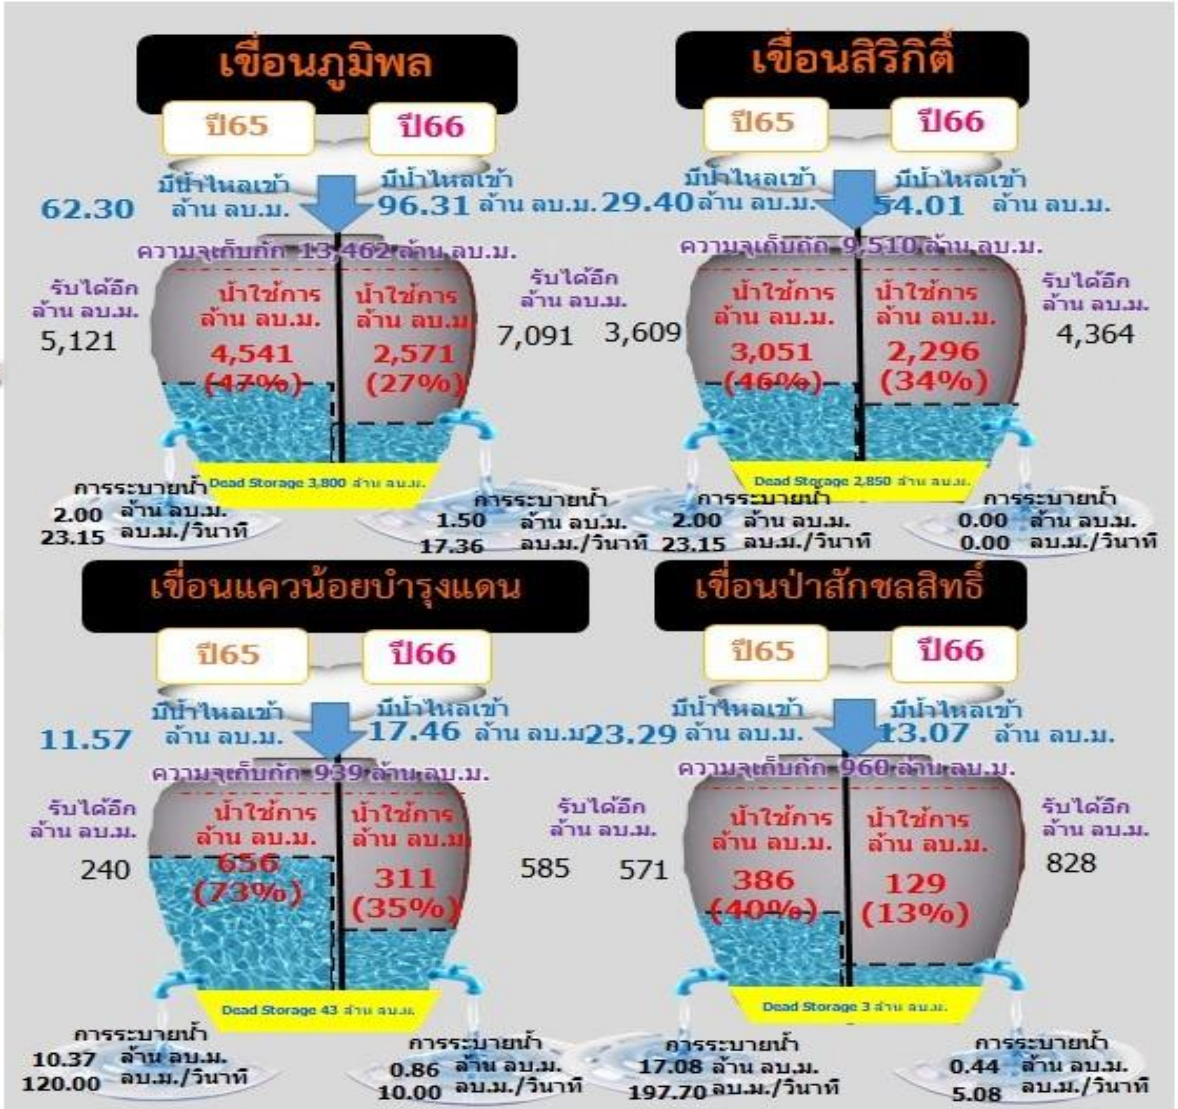 เขื่อนภูมิพล
ปี65 ปี66
มีน้ำไหลเข้า มีน้ำไหลเข้า
62.30 ล้าน ลบ.ม. 96.31 ล้าน ลบ.ม.
ความจุเก็บกัก 13,462 ล้าน ลบ.ม.
รับได้อีก น้ำใช้การ น้ำใช้การ รับได้อีก
ล้าน ลบ.ม. ล้าน ลบ.ม. ล้าน ลบ.ม ล้าน ลบ.ม.
5,121 4,541 2,571 7,091
(47%) (27%)
Dead Storage 3,800 ล้าน ลบ.ม.
การระบายน้ำ การระบายน้ำ
2.00 ล้าน ลบ.ม. 1.50 ล้าน ลบ.ม.
23.15 ลบ.ม./วินาที 17.36 ลบ.ม./วินาที
เขื่อนสิริกิติ์
ปี65 ปี66
มีน้ำไหลเข้า มีน้ำไหลเข้า
29.40 ล้าน ลบ.ม. 54.01 ล้าน ลบ.ม.
ความจุเก็บกัก 9,510 ล้าน ลบ.ม.
น้ำใช้การ น้ำใช้การ รับได้อีก
ล้าน ลบ.ม. ล้าน ลบ.ม. ล้าน ลบ.ม.
3,609 3,051 2,296 4,364
(46%) (34%)
Dead Storage 2,850 ล้าน ลบ.ม.
การระบายน้ำ การระบายน้ำ
2.00 ล้าน ลบ.ม. 0.00 ล้าน ลบ.ม.
23.15 ลบ.ม./วินาที 0.00 ลบ.ม./วินาที
เขื่อนแควน้อยบำรุงแดน
ปี65 ปี66
มีน้ำไหลเข้า มีน้ำไหลเข้า
11.57 ล้าน ลบ.ม. 17.46 ล้าน ลบ.ม
ความจุเก็บกัก 939 ล้าน ลบ.ม.
รับได้อีก น้ำใช้การ น้ำใช้การ รับได้อีก
ล้าน ลบ.ม. ล้าน ลบ.ม. ล้าน ลบ.ม. ล้าน ลบ.ม.
240 656 311 585
(73%) (35%)
Dead Storage 43 ล้าน ลบ.ม.
การระบายน้ำ การระบายน้ำ
10.37 ล้าน ลบ.ม. 0.86 ล้าน ลบ.ม.
120.00 ลบ.ม./วินาที 10.00 ลบ.ม./วินาที
เขื่อนป่าสักชลสิทธิ์
ปี65 ปี66
มีน้ำไหลเข้า มีน้ำไหลเข้า
23.29 ล้าน ลบ.ม. 13.07 ล้าน ลบ.ม.
ความจุเก็บกัก 960 ล้าน ลบ.ม.
น้ำใช้การ น้ำใช้การ รับได้อีก
ล้าน ลบ.ม. ล้าน ลบ.ม. ล้าน ลบ.ม.
571 386 129 828
(40%) (13%)
Dead Storage 3 ล้าน ลบ.ม.
การระบายน้ำ การระบายน้ำ
17.08 ล้าน ลบ.ม. 0.44 ล้าน ลบ.ม.
197.70 ลบ.ม./วินาที 5.08 ลบ.ม./วินาที